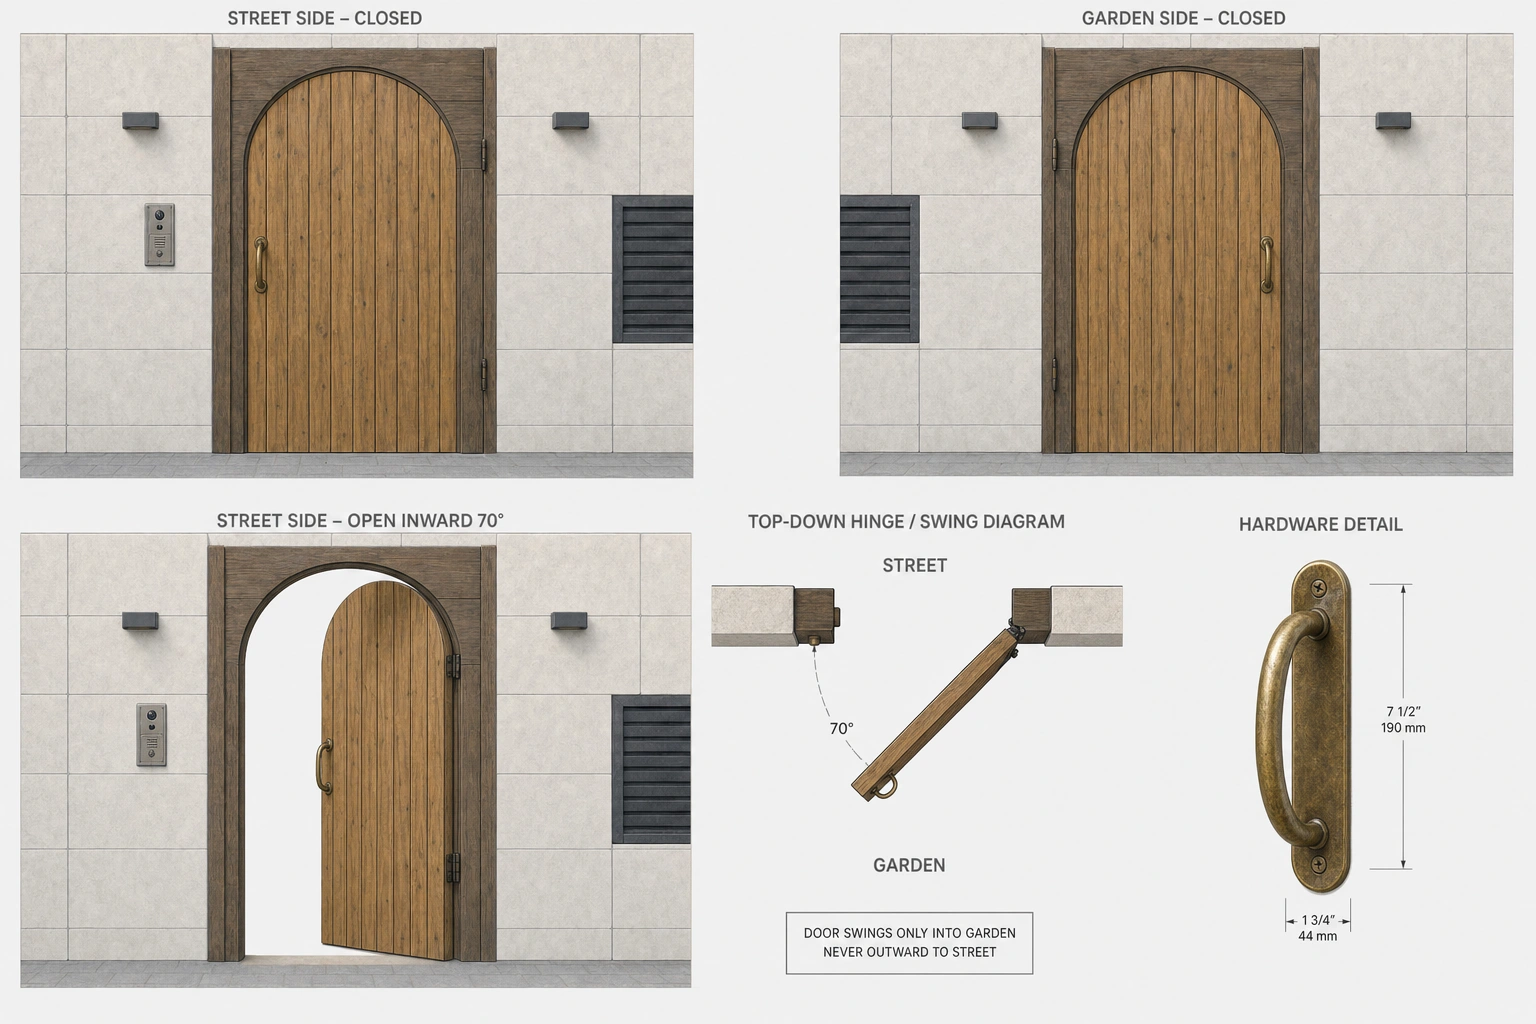 STREET SIDE – CLOSED
GARDEN SIDE – CLOSED
STREET SIDE – OPEN INWARD 70°
TOP-DOWN HINGE / SWING DIAGRAM
STREET
70°
GARDEN
DOOR SWINGS ONLY INTO GARDEN
NEVER OUTWARD TO STREET
HARDWARE DETAIL
7 1/2”
190 mm
1 3/4”
44 mm